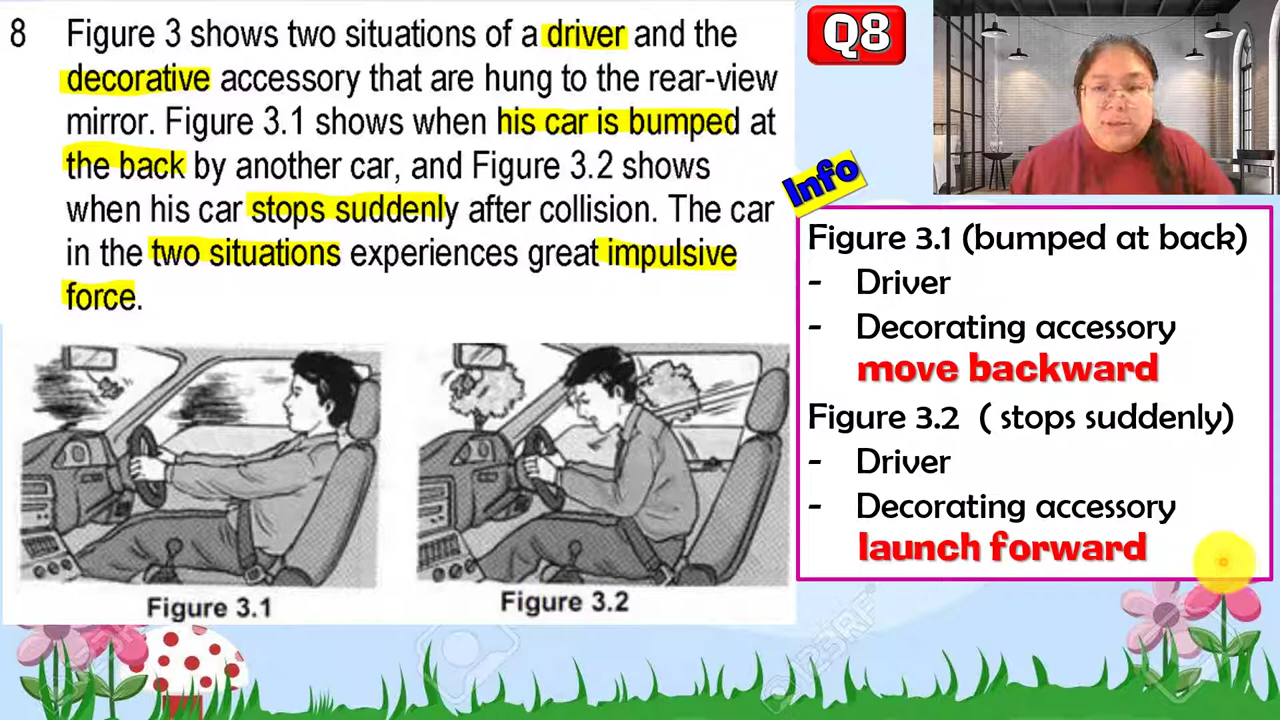 8 Figure 3 shows two situations of a driver and the
decorative accessory that are hung to the rear-view
mirror. Figure 3.1 shows when his car is bumped at
the back by another car, and Figure 3.2 shows
when his car stops suddenly after collision. The car
in the two situations experiences great impulsive
force.
Figure 3.1
Figure 3.2
Q8
Info
Figure 3.1 (bumped at back)
- Driver
- Decorating accessory
move backward
Figure 3.2 ( stops suddenly)
- Driver
- Decorating accessory
launch forward
123RF